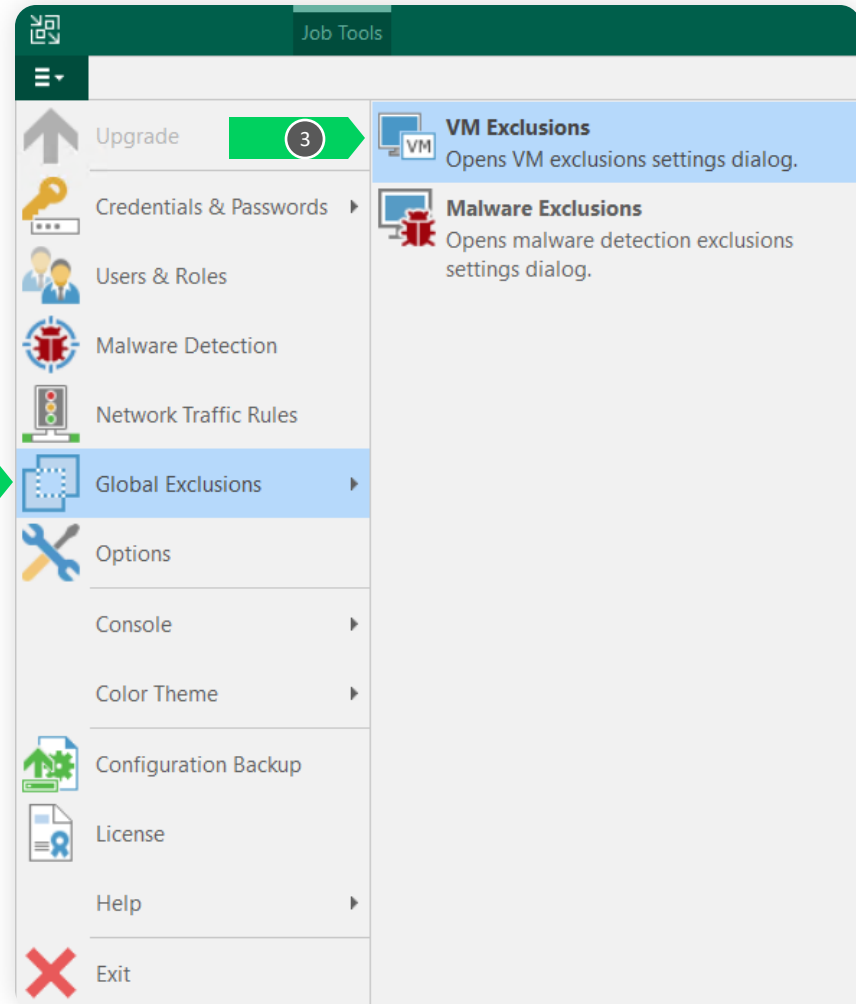 Job Tools
Upgrade
3
VM
VM Exclusions
Opens VM exclusions settings dialog.
Credentials & Passwords
Malware Exclusions
Opens malware detection exclusions
settings dialog.
Users & Roles
Malware Detection
Network Traffic Rules
Global Exclusions
Options
Console
Color Theme
Configuration Backup
License
Help
Exit